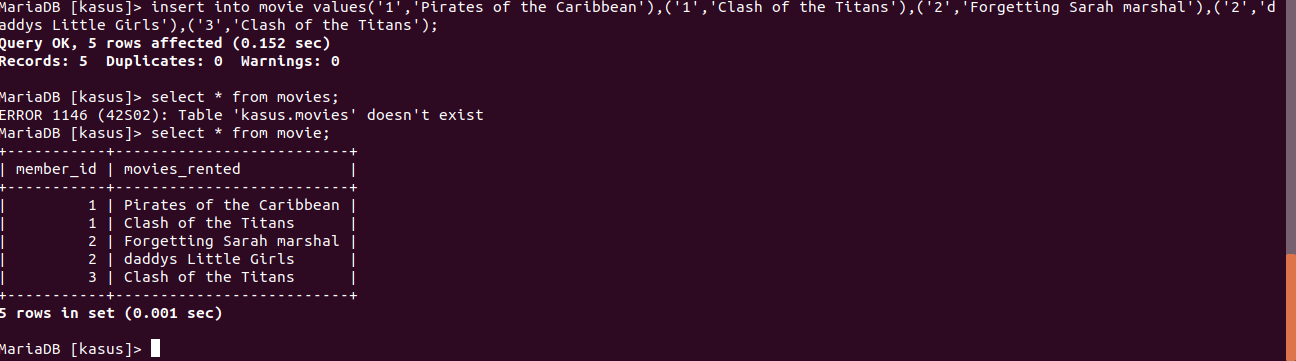 MariaDB [kasus]> insert into movie values('1','Pirates of the Caribbean'),('1','Clash of the Titans'),('2','Forgetting Sarah marshal'),('2','d
addys Little Girls'),('3','Clash of the Titans');
Query OK, 5 rows affected (0.152 sec)
Records: 5  Duplicates: 0  Warnings: 0
MariaDB [kasus]> select * from movies;
ERROR 1146 (42S02): Table 'kasus.movies' doesn't exist
MariaDB [kasus]> select * from movie;
+-----------+--------------------------+
| member_id | movies_rented            |
+-----------+--------------------------+
|         1 | Pirates of the Caribbean |
|         1 | Clash of the Titans      |
|         2 | Forgetting Sarah marshal |
|         2 | daddys Little Girls      |
|         3 | Clash of the Titans      |
+-----------+--------------------------+
5 rows in set (0.001 sec)
MariaDB [kasus]>